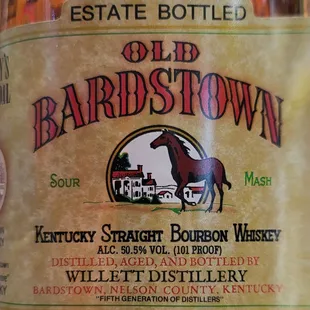 ESTATE BOTTLED
OLD
BARDSTOWN
SOUR MASH
KENTUCKY STRAIGHT BOURBON WHISKEY
ALC. 50.5% VOL. (101 PROOF)
DISTILLED, AGED, AND BOTTLED BY
WILLETT DISTILLERY
BARDSTOWN, NELSON COUNTY, KENTUCKY
"FIFTH GENERATION OF DISTILLERS"